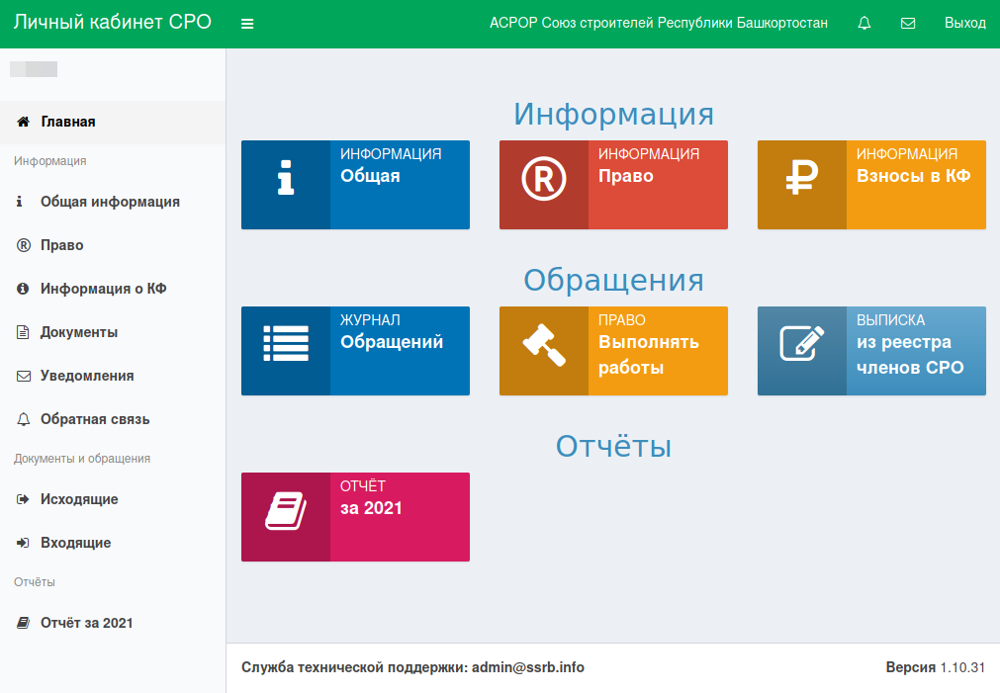 Личный кабинет СРО
АСРОР Союз строителей Республики Башкортостан
Выход
Главная
Информация
Общая информация
Право
Информация о КФ
Документы
Уведомления
Обратная связь
Документы и обращения
Исходящие
Входящие
Отчёты
Отчёт за 2021
Информация
ИНФОРМАЦИЯ
Общая
ИНФОРМАЦИЯ
Право
ИНФОРМАЦИЯ
Взносы в КФ
Обращения
ЖУРНАЛ
Обращений
ПРАВО
Выполнять
работы
ВЫПИСКА
из реестра
членов СРО
Отчёты
ОТЧЁТ
за 2021
Служба технической поддержки: admin@ssrb.info
Версия 1.10.31